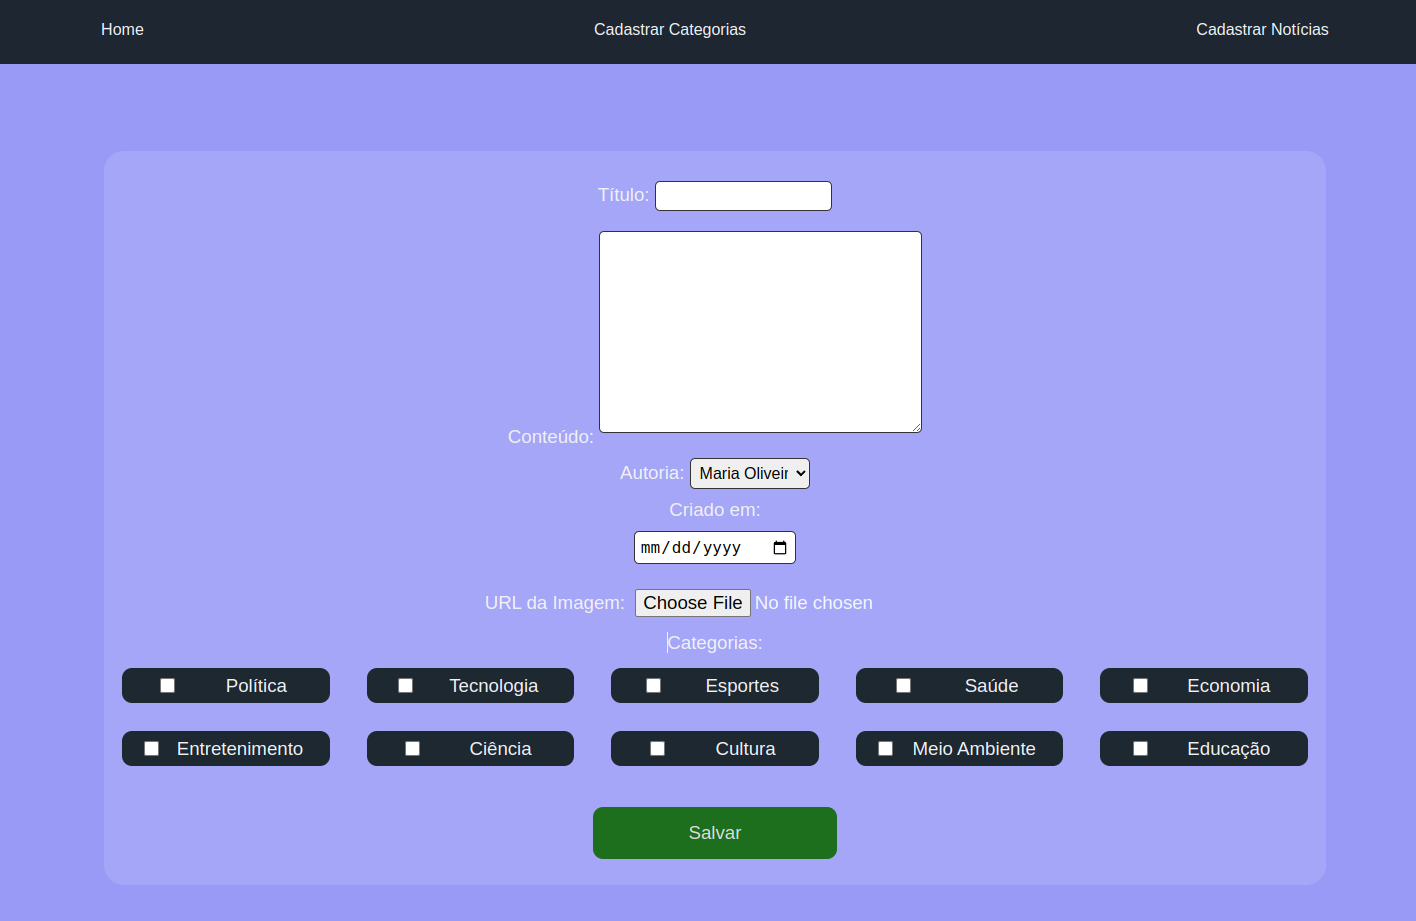 Home Cadastrar Categorias Cadastrar Notícias
Título:
Conteúdo:
Autoria: Maria Oliveir
Criado em:
mm/dd/yyyy
URL da Imagem: Choose File No file chosen
Categorias:
Política Tecnologia Esportes Saúde Economia
Entretenimento Ciência Cultura Meio Ambiente Educação
Salvar